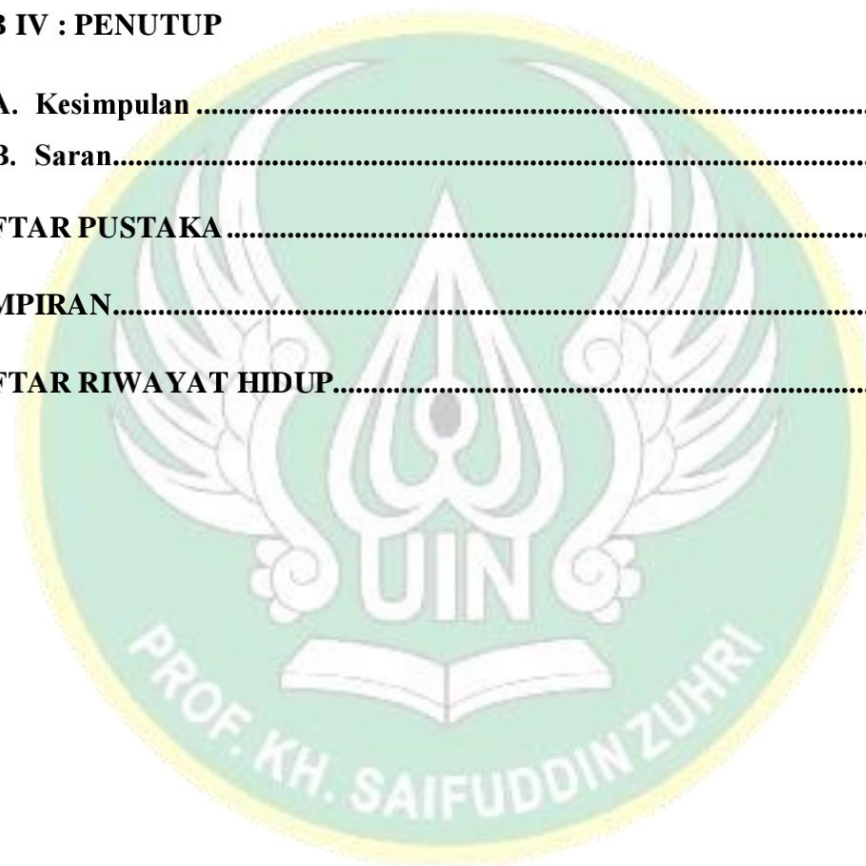 B IV : PENUTUP
A. Kesimpulan ..........................................................................................
B. Saran..........................................................................................
FTAR PUSTAKA ..........................................................................................
MPIRAN..........................................................................................
FTAR RIWAYAT HIDUP..........................................................................................
UIN
PROF. KH. SAIFUDDIN ZUHRI